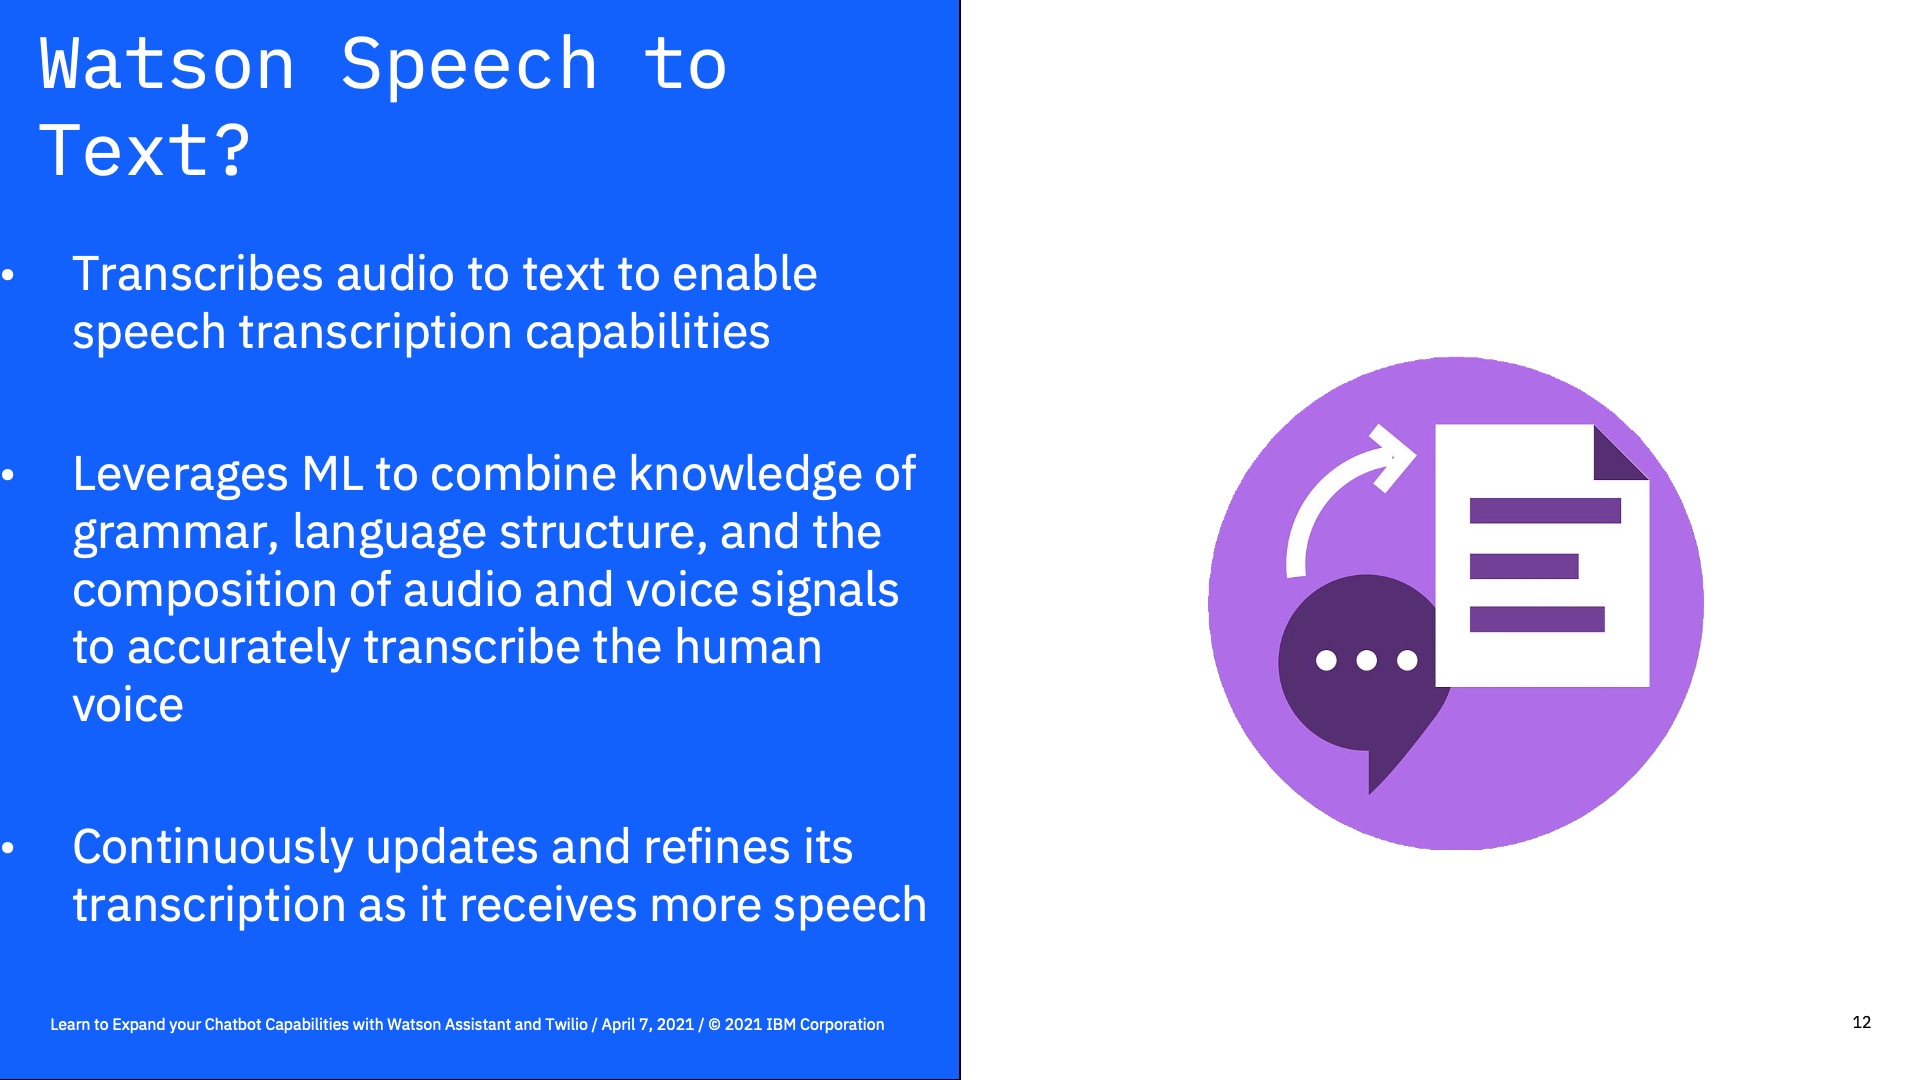 Watson Speech to
Text?
• Transcribes audio to text to enable
speech transcription capabilities
• Leverages ML to combine knowledge of
grammar, language structure, and the
composition of audio and voice signals
to accurately transcribe the human
voice
• Continuously updates and refines its
transcription as it receives more speech
Learn to Expand your Chatbot Capabilities with Watson Assistant and Twilio / April 7, 2021 / © 2021 IBM Corporation
12